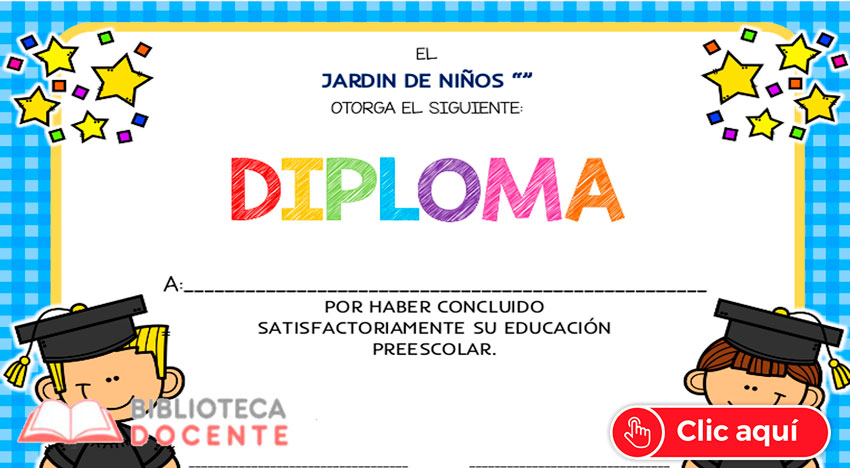 EL
JARDIN DE NIÑOS “”
OTORGA EL SIGUIENTE:
DIPLOMA
A:____________________________________________________
POR HABER CONCLUIDO
SATISFACTORIAMENTE SU EDUCACIÓN
PREESCOLAR.
BIBLIOTECA
DOCENTE
Clic aquí